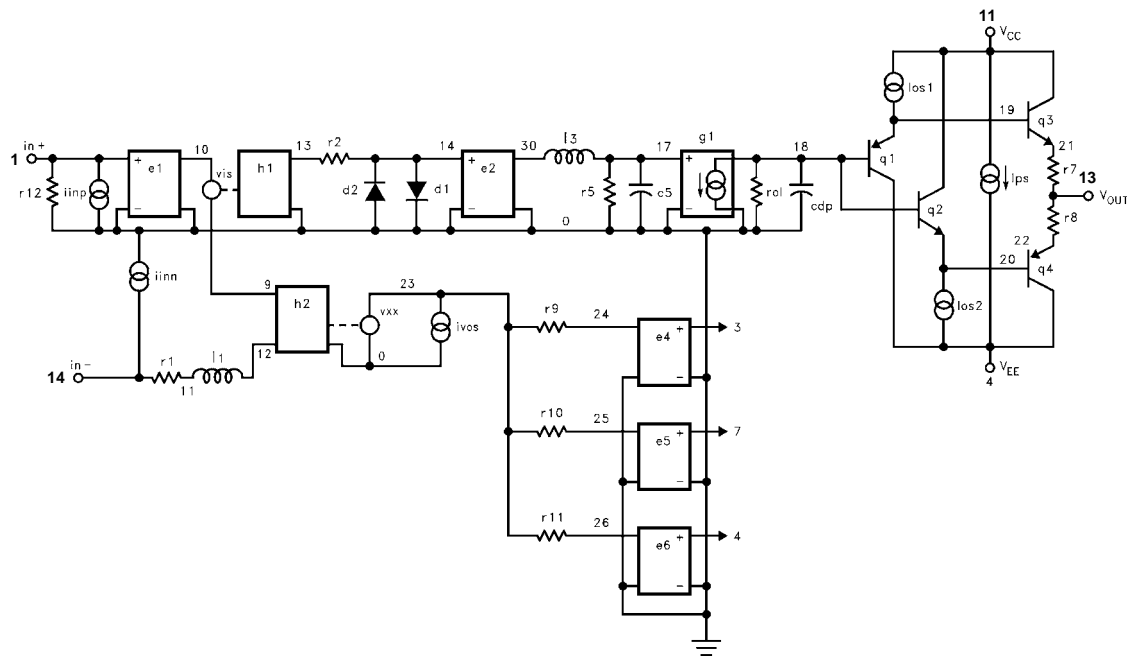 11
V_CC
Ios1
19
q3
g1
l3
in+
10
13
r2
14
30
17
18
q1
21
1
e1
vis
h1
e2
r7
13
r12
iinp
d2
d1
r5
c5
rol
cdp
Ips
V_OUT
q2
r8
0
22
iinn
20
q4
9
h2
23
Ios2
vxx
ivos
r9
24
+
e4
3
in-
l1
12
0
V_EE
14
r1
4
11
r10
25
e5
7
r11
26
e6
4